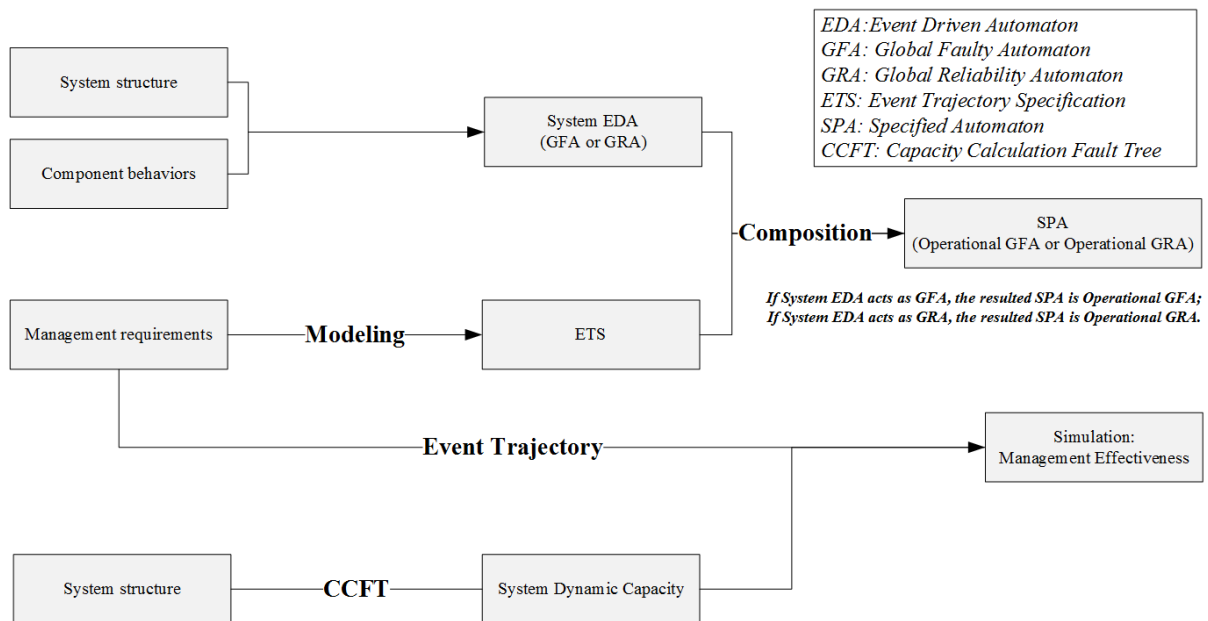 EDA:Event Driven Automaton
GFA: Global Faulty Automaton
GRA: Global Reliability Automaton
ETS: Event Trajectory Specification
SPA: Specified Automaton
CCFT: Capacity Calculation Fault Tree
System structure
Component behaviors
System EDA
(GFA or GRA)
Composition
SPA
(Operational GFA or Operational GRA)
If System EDA acts as GFA, the resulted SPA is Operational GFA;
If System EDA acts as GRA, the resulted SPA is Operational GRA.
Management requirements
Modeling
ETS
Event Trajectory
Simulation:
Management Effectiveness
System structure
CCFT
System Dynamic Capacity